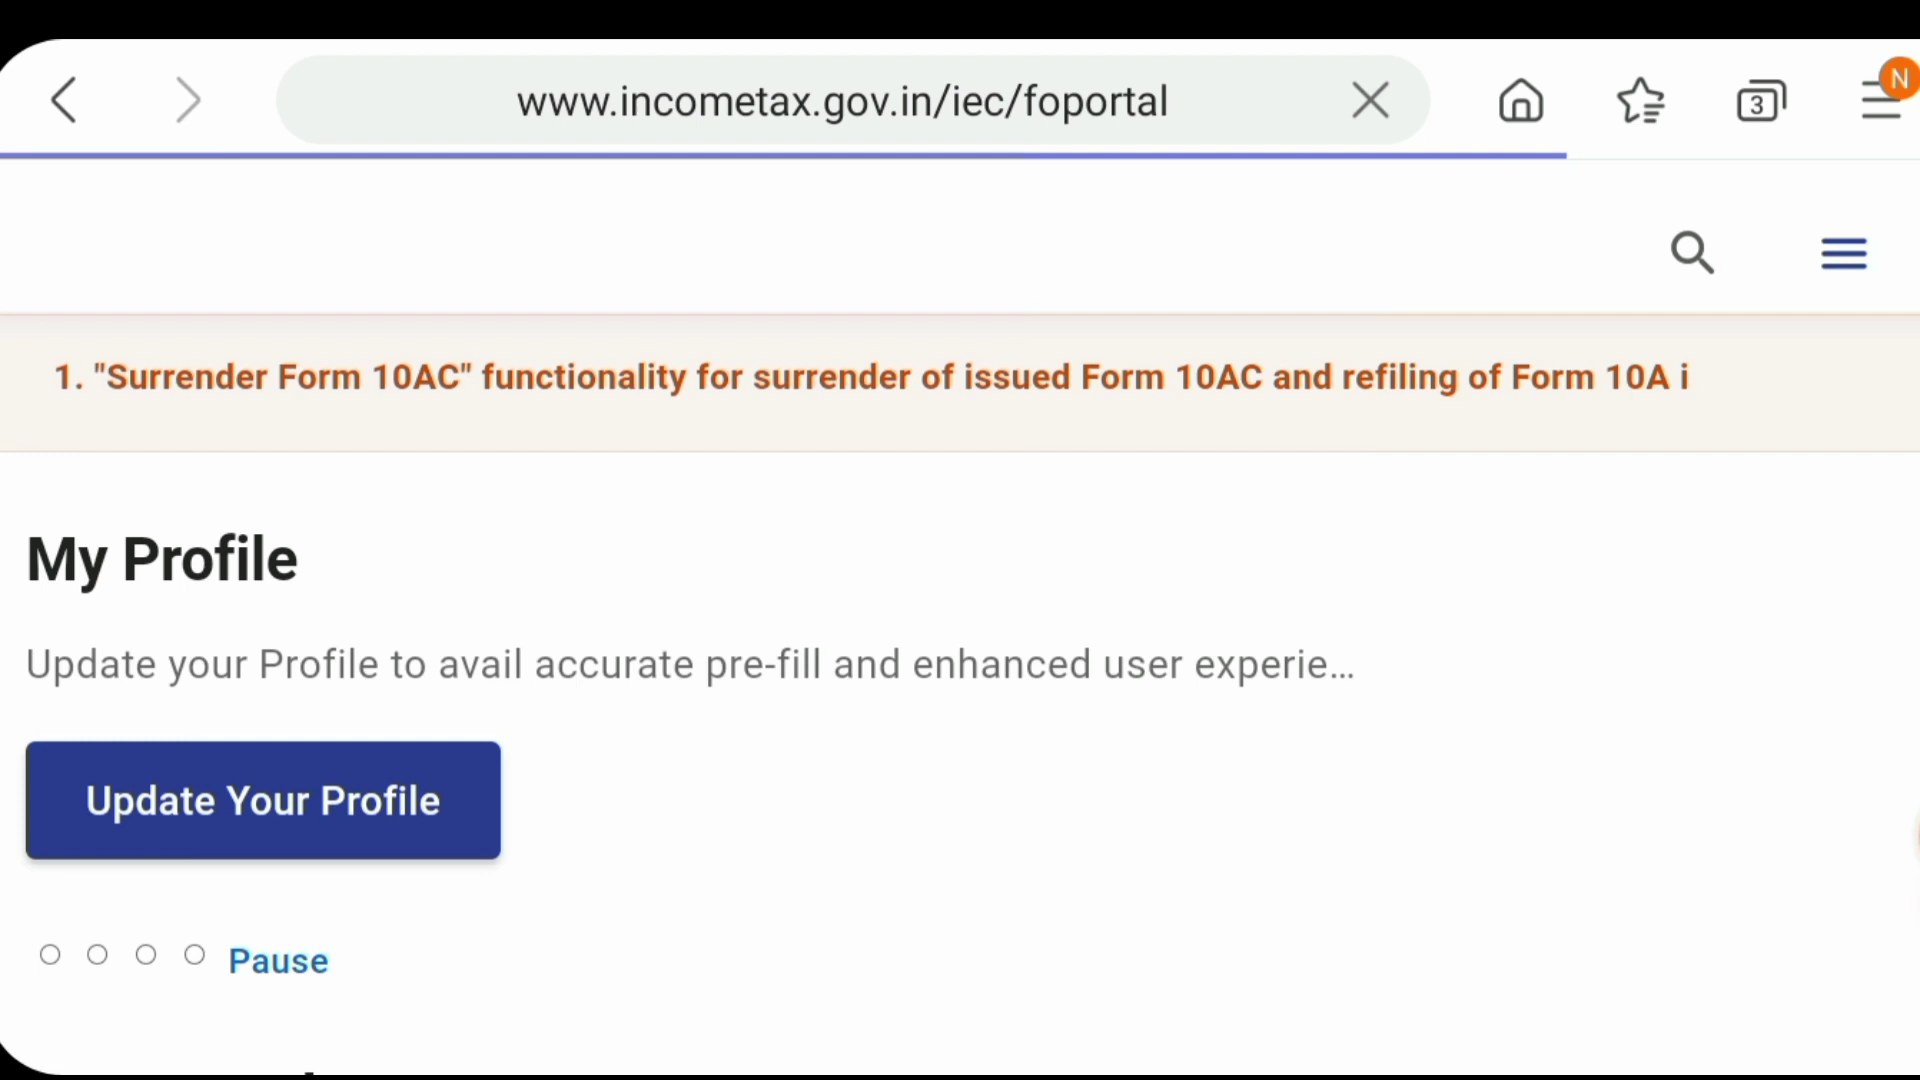 www.incometax.gov.in/iec/foportal
3
N
1. "Surrender Form 10AC" functionality for surrender of issued Form 10AC and refiling of Form 10A i
My Profile
Update your Profile to avail accurate pre-fill and enhanced user experie...
Update Your Profile
Pause